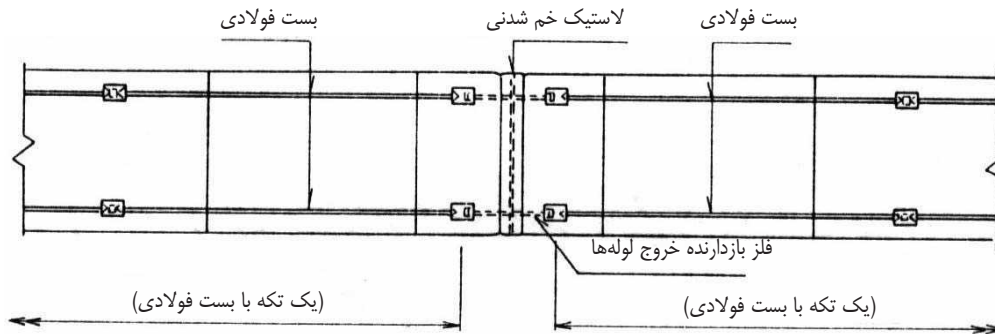 بست فولادی
لاستیک خم شدنی
بست فولادی
فلز بازدارنده خروج لوله‌ها
(یک تکه با بست فولادی)
(یک تکه با بست فولادی)